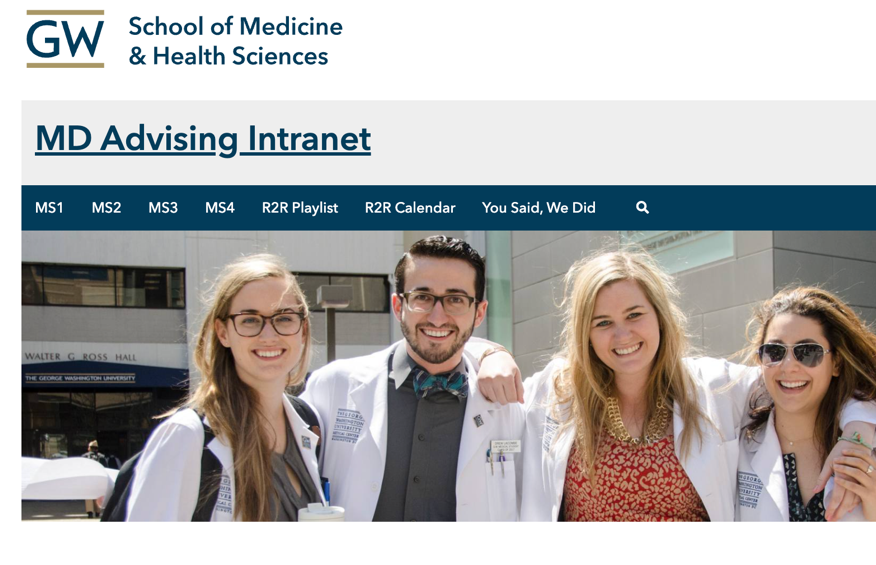 GW
School of Medicine
& Health Sciences
MD Advising Intranet
MS1 MS2 MS3 MS4 R2R Playlist R2R Calendar You Said, We Did
WALTER G ROSS HALL
THE GEORGE WASHINGTON UNIVERSITY